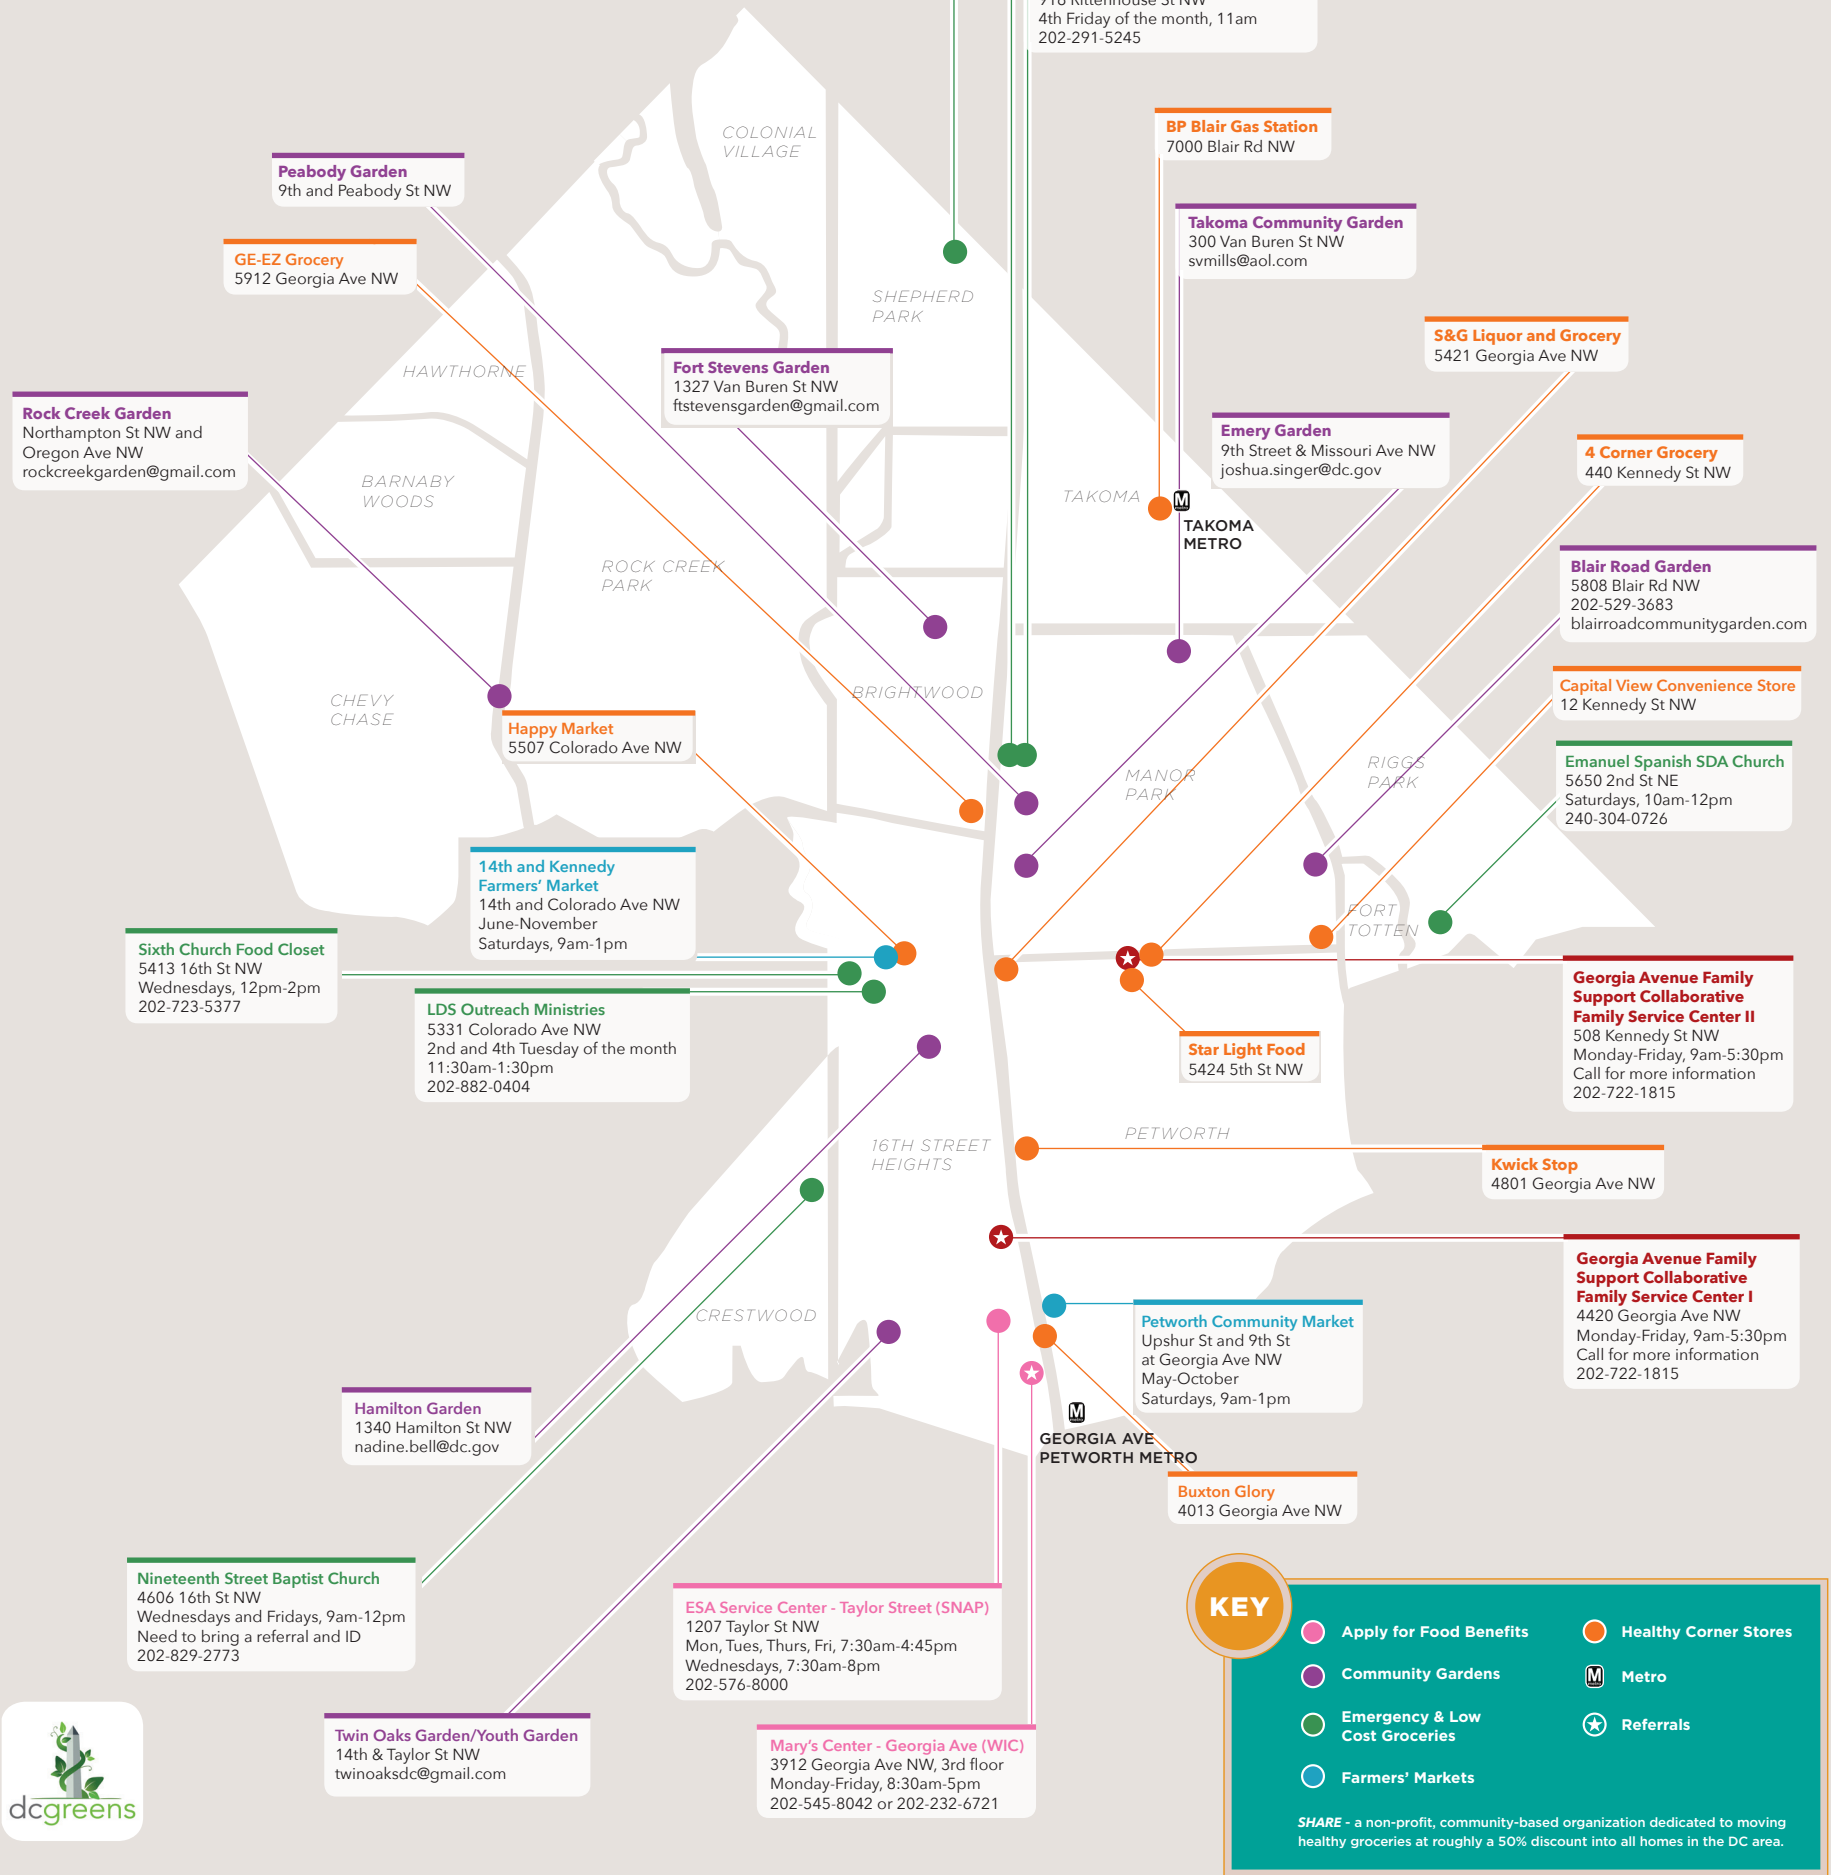 918 Rittenhouse St NW
4th Friday of the month, 11am
202-291-5245
COLONIAL
VILLAGE
BP Blair Gas Station
7000 Blair Rd NW
Peabody Garden
9th and Peabody St NW
Takoma Community Garden
300 Van Buren St NW
svmills@aol.com
GE-EZ Grocery
5912 Georgia Ave NW
SHEPHERD
PARK
S&G Liquor and Grocery
5421 Georgia Ave NW
HAWTHORNE
Fort Stevens Garden
1327 Van Buren St NW
ftstevensgarden@gmail.com
Rock Creek Garden
Northampton St NW and
Oregon Ave NW
rockcreekgarden@gmail.com
Emery Garden
9th Street & Missouri Ave NW
joshua.singer@dc.gov
4 Corner Grocery
440 Kennedy St NW
BARNABY
WOODS
TAKOMA
M
TAKOMA
METRO
ROCK CREEK
PARK
Blair Road Garden
5808 Blair Rd NW
202-529-3683
blairroadcommunitygarden.com
CHEVY
CHASE
BRIGHTWOOD
Capital View Convenience Store
12 Kennedy St NW
Happy Market
5507 Colorado Ave NW
MANOR
PARK
RIGGS
PARK
Emanuel Spanish SDA Church
5650 2nd St NE
Saturdays, 10am-12pm
240-304-0726
14th and Kennedy
Farmers' Market
14th and Colorado Ave NW
June-November
Saturdays, 9am-1pm
FORT
TOTTEN
Sixth Church Food Closet
5413 16th St NW
Wednesdays, 12pm-2pm
202-723-5377
LDS Outreach Ministries
5331 Colorado Ave NW
2nd and 4th Tuesday of the month
11:30am-1:30pm
202-882-0404
Georgia Avenue Family
Support Collaborative
Family Service Center II
508 Kennedy St NW
Monday-Friday, 9am-5:30pm
Call for more information
202-722-1815
Star Light Food
5424 5th St NW
16TH STREET
HEIGHTS
PETWORTH
Kwick Stop
4801 Georgia Ave NW
Georgia Avenue Family
Support Collaborative
Family Service Center I
4420 Georgia Ave NW
Monday-Friday, 9am-5:30pm
Call for more information
202-722-1815
CRESTWOOD
Petworth Community Market
Upshur St and 9th St
at Georgia Ave NW
May-October
Saturdays, 9am-1pm
M
GEORGIA AVE
PETWORTH METRO
Hamilton Garden
1340 Hamilton St NW
nadine.bell@dc.gov
Buxton Glory
4013 Georgia Ave NW
Nineteenth Street Baptist Church
4606 16th St NW
Wednesdays and Fridays, 9am-12pm
Need to bring a referral and ID
202-829-2773
ESA Service Center - Taylor Street (SNAP)
1207 Taylor St NW
Mon, Tues, Thurs, Fri, 7:30am-4:45pm
Wednesdays, 7:30am-8pm
202-576-8000
Twin Oaks Garden/Youth Garden
14th & Taylor St NW
twinoaksdc@gmail.com
Mary's Center - Georgia Ave (WIC)
3912 Georgia Ave NW, 3rd floor
Monday-Friday, 8:30am-5pm
202-545-8042 or 202-232-6721
dcgreens
KEY
Apply for Food Benefits
Community Gardens
Emergency & Low
Cost Groceries
Farmers' Markets
Healthy Corner Stores
M
Metro
Referrals
SHARE - a non-profit, community-based organization dedicated to moving
healthy groceries at roughly a 50% discount into all homes in the DC area.